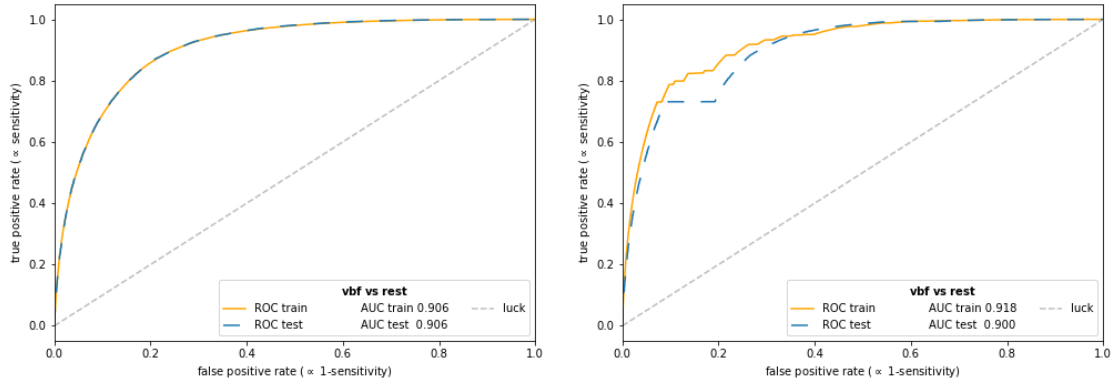 true positive rate ( ∝ sensitivity)
1.0
0.8
0.6
0.4
0.2
0.0
vbf vs rest
ROC train AUC train 0.906 luck
ROC test AUC test 0.906
0.0 0.2 0.4 0.6 0.8 1.0
false positive rate ( ∝ 1-sensitivity)
true positive rate ( ∝ sensitivity)
1.0
0.8
0.6
0.4
0.2
0.0
vbf vs rest
ROC train AUC train 0.918 luck
ROC test AUC test 0.900
0.0 0.2 0.4 0.6 0.8 1.0
false positive rate ( ∝ 1-sensitivity)